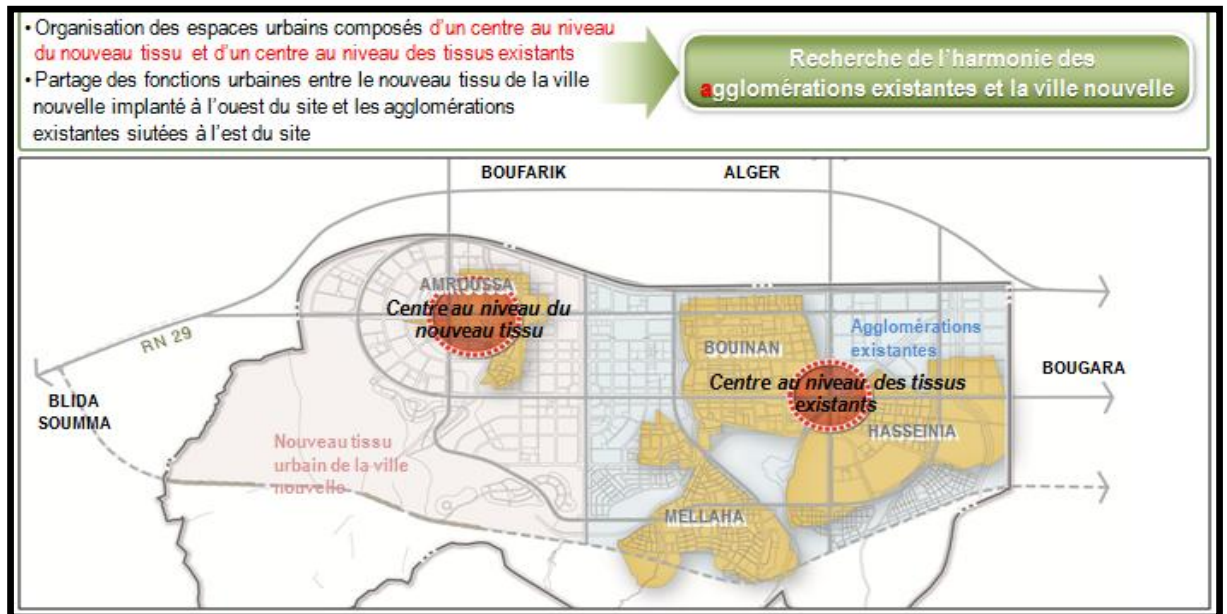 • Organisation des espaces urbains composés d'un centre au niveau
du nouveau tissu et d'un centre au niveau des tissus existants
• Partage des fonctions urbaines entre le nouveau tissu de la ville
nouvelle implanté à l'ouest du site et les agglomérations
existantes siutées à l'est du site
Recherche de l'harmonie des
agglomérations existantes et la ville nouvelle
BOUFARIK
ALGER
AMROUSSA
Centre au niveau du
nouveau tissu
RN 29
BOUINAN
Agglomérations
existantes
Centre au niveau des tissus
existants
BOUGARA
BLIDA
SOUMMA
HASSEINIA
Nouveau tissu
urbain de la ville
nouvelle
MELLAHA